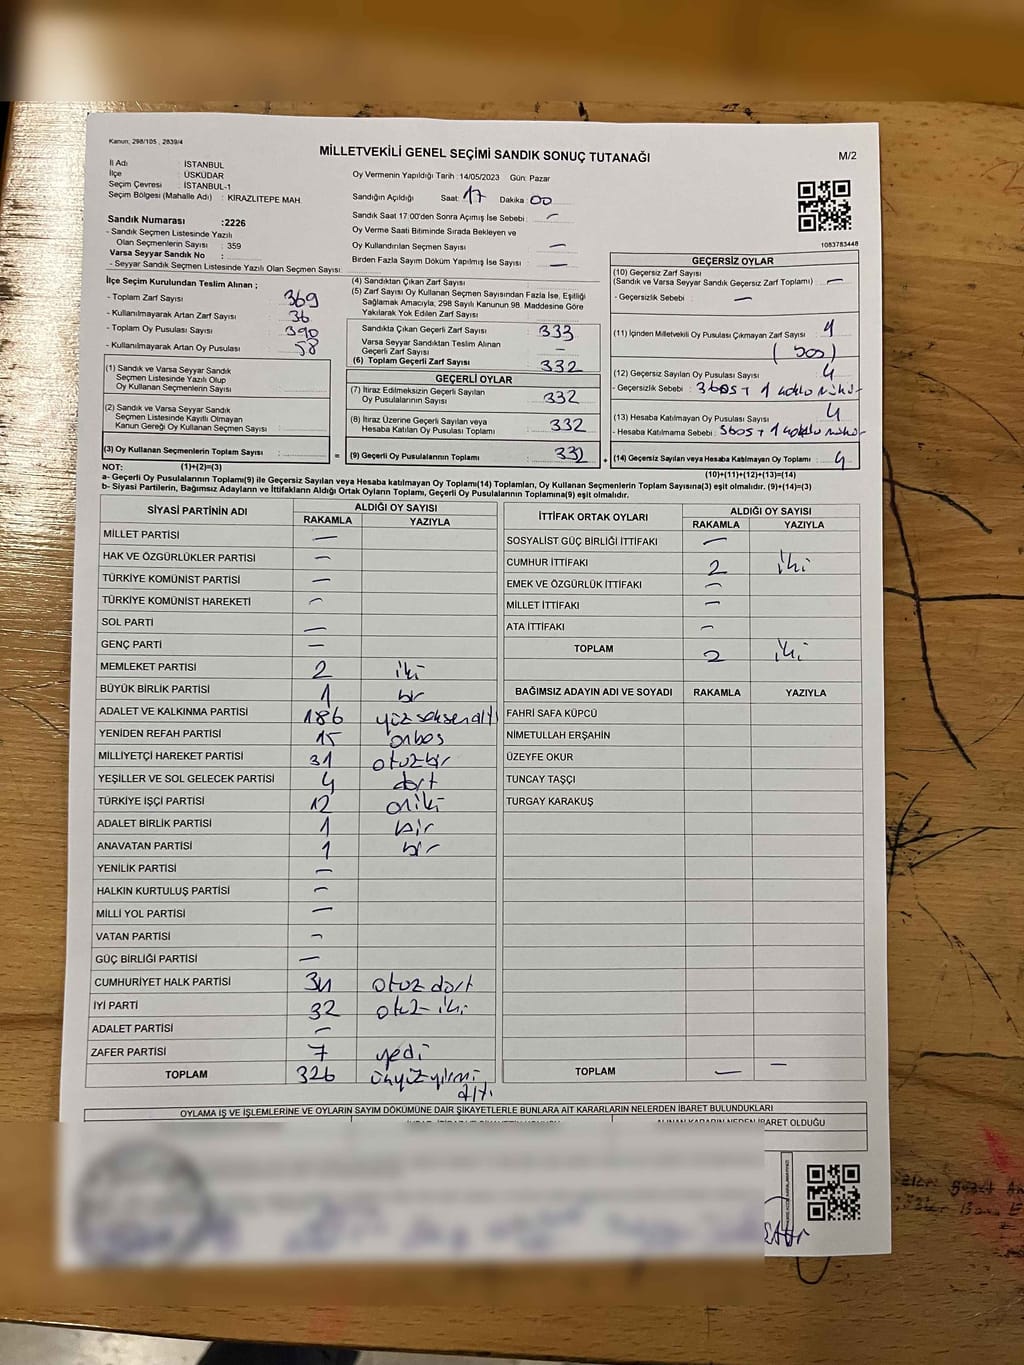 Kanun; 298/105 , 2839/4
MİLLETVEKİLİ GENEL SEÇİMİ SANDIK SONUÇ TUTANAĞI
M/2
İl Adı : İSTANBUL
İlçe : ÜSKÜDAR
Seçim Çevresi : İSTANBUL-1
Seçim Bölgesi (Mahalle Adı) : KİRAZLITEPE MAH.
Sandık Numarası :2226
- Sandık Seçmen Listesinde Yazılı
Olan Seçmenlerin Sayısı : 359
Varsa Seyyar Sandık No :
- Seyyar Sandık Seçmen Listesinde Yazılı Olan Seçmen Sayısı:
Oy Vermenin Yapıldığı Tarih :14/05/2023 Gün: Pazar
Sandığın Açıldığı Saat: 17 Dakika : 00
Sandık Saat 17.00'den Sonra Açımış İse Sebebi : —
Oy Verme Saati Bitiminde Sırada Bekleyen ve
Oy Kullandırılan Seçmen Sayısı : —
Birden Fazla Sayım Döküm Yapılmış İse Sayısı : —
1083783448
İlçe Seçim Kurulundan Teslim Alınan ;
- Toplam Zarf Sayısı : 369
- Kullanılmayarak Artan Zarf Sayısı : 36
- Toplam Oy Pusulası Sayısı : 390
- Kullanılmayarak Artan Oy Pusulası : 58
(1) Sandık ve Varsa Seyyar Sandık
Seçmen Listesinde Yazılı Olup
Oy Kullanan Seçmenlerin Sayısı :
(2) Sandık ve Varsa Seyyar Sandık
Seçmen Listesinde Kayıtlı Olmayan
Kanun Gereği Oy Kullanan Seçmen Sayısı :
(3) Oy Kullanan Seçmenlerin Toplam Sayısı : =
(4) Sandıktan Çıkan Zarf Sayısı :
(5) Zarf Sayısı Oy Kullanan Seçmen Sayısından Fazla İse, Eşitliği
Sağlamak Amacıyla, 298 Sayılı Kanunun 98. Maddesine Göre
Yakılarak Yok Edilen Zarf Sayısı :
Sandıkta Çıkan Geçerli Zarf Sayısı : 333
Varsa Seyyar Sandıktan Teslim Alınan
Geçerli Zarf Sayısı : —
(6) Toplam Geçerli Zarf Sayısı : 332
GEÇERLİ OYLAR
(7) İtiraz Edilmeksizin Geçerli Sayılan
Oy Pusulalarının Sayısı : 332
(8) İtiraz Üzerine Geçerli Sayılan veya
Hesaba Katılan Oy Pusulası Toplamı : 332
(9) Geçerli Oy Pusulalarının Toplamı : 332 +
GEÇERSİZ OYLAR
(10) Geçersiz Zarf Sayısı
(Sandık ve Varsa Seyyar Sandık Geçersiz Zarf Toplamı) : —
- Geçersizlik Sebebi : —
(11) İçinden Milletvekili Oy Pusulası Çıkmayan Zarf Sayısı : 1
(boş)
(12) Geçersiz Sayılan Oy Pusulası Sayısı : 4
- Geçersizlik Sebebi : 3 boş + 1
(13) Hesaba Katılmayan Oy Pusulası Sayısı : 4
- Hesaba Katılmama Sebebi : 3boş + 1
(14) Geçersiz Sayılan veya Hesaba Katılmayan Oy Toplamı : 4
NOT: (1)+(2)=(3)
(10)+(11)+(12)+(13)=(14)
a- Geçerli Oy Pusulalarının Toplamı(9) ile Geçersiz Sayılan veya Hesaba Katılmayan Oy Toplamı(14) Toplamları, Oy Kullanan Seçmenlerin Toplam Sayısına(3) eşit olmalıdır. (9)+(14)=(3)
b- Siyasi Partilerin, Bağımsız Adayların ve İttifakların Aldığı Ortak Oyların Toplamı, Geçerli Oy Pusulalarının Toplamına(9) eşit olmalıdır.
SİYASİ PARTİNİN ADI ALDIĞI OY SAYISI
RAKAMLA YAZIYLA
MİLLET PARTİSİ —
HAK VE ÖZGÜRLÜKLER PARTİSİ —
TÜRKİYE KOMÜNİST PARTİSİ —
TÜRKİYE KOMÜNİST HAREKETİ —
SOL PARTİ —
GENÇ PARTİ —
MEMLEKET PARTİSİ 2 iki
BÜYÜK BİRLİK PARTİSİ 1 bir
ADALET VE KALKINMA PARTİSİ 186 yüz seksen altı
YENİDEN REFAH PARTİSİ 15 onbeş
MİLLİYETÇİ HAREKET PARTİSİ 31 otuzbir
YEŞİLLER VE SOL GELECEK PARTİSİ 4 dört
TÜRKİYE İŞÇİ PARTİSİ 12 oniki
ADALET BİRLİK PARTİSİ 1 bir
ANAVATAN PARTİSİ 1 bir
YENİLİK PARTİSİ —
HALKIN KURTULUŞ PARTİSİ —
MİLLİ YOL PARTİSİ —
VATAN PARTİSİ —
GÜÇ BİRLİĞİ PARTİSİ —
CUMHURİYET HALK PARTİSİ 34 otuz dört
İYİ PARTİ 32 otuz iki
ADALET PARTİSİ —
ZAFER PARTİSİ 7 yedi
TOPLAM 326 üçyüzyirmi altı
İTTİFAK ORTAK OYLARI ALDIĞI OY SAYISI
RAKAMLA YAZIYLA
SOSYALİST GÜÇ BİRLİĞİ İTTİFAKI —
CUMHUR İTTİFAKI 2 iki
EMEK VE ÖZGÜRLÜK İTTİFAKI —
MİLLET İTTİFAKI —
ATA İTTİFAKI —
TOPLAM 2 iki
BAĞIMSIZ ADAYIN ADI VE SOYADI RAKAMLA YAZIYLA
FAHRİ SAFA KÜPCÜ
NİMETULLAH ERŞAHİN
ÜZEYFE OKUR
TUNCAY TAŞÇI
TURGAY KARAKUŞ
TOPLAM — —
OYLAMA İŞ VE İŞLEMLERİNE VE OYLARIN SAYIM DÖKÜMÜNE DAİR ŞİKAYETLERLE BUNLARA AİT KARARLARIN NELERDEN İBARET BULUNDUKLARI
ALINAN KARARIN NEDEN İBARET OLDUĞU